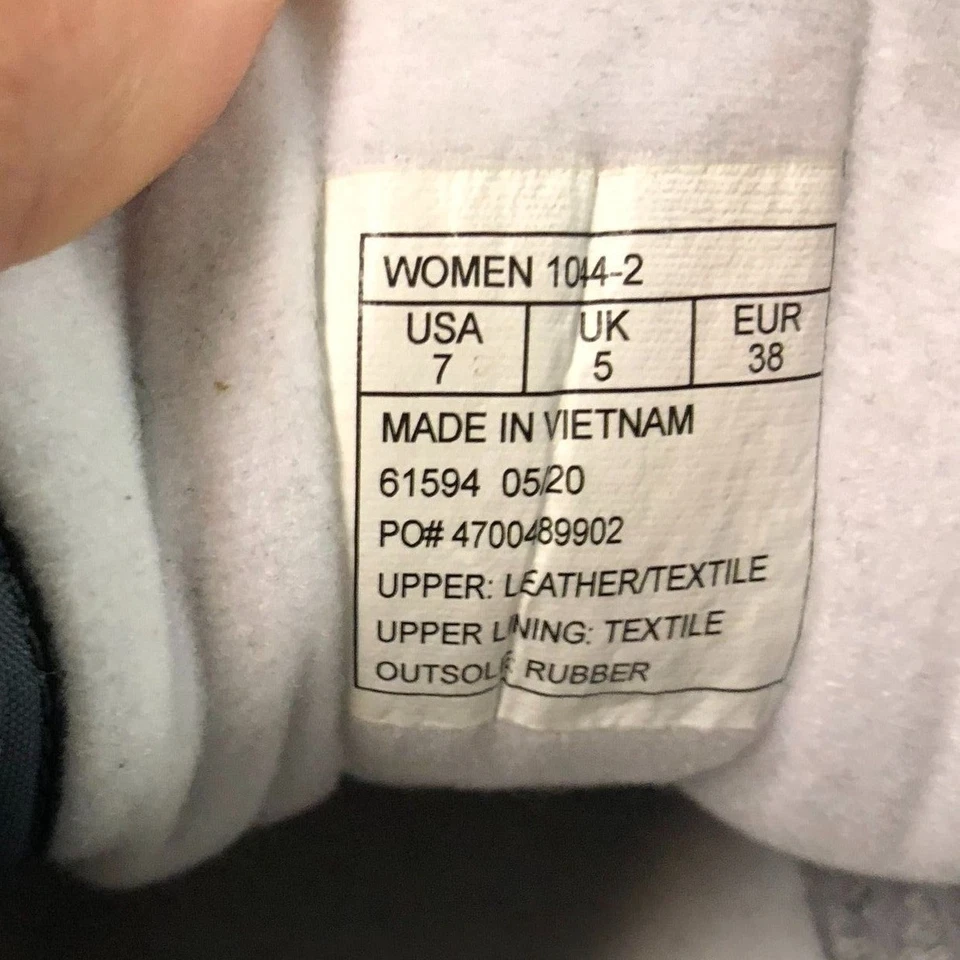 WOMEN 1044-2
USA UK EUR
7 5 38
MADE IN VIETNAM
61594 05/20
PO# 4700489902
UPPER: LEATHER/TEXTILE
UPPER LINING: TEXTILE
OUTSOLE RUBBER